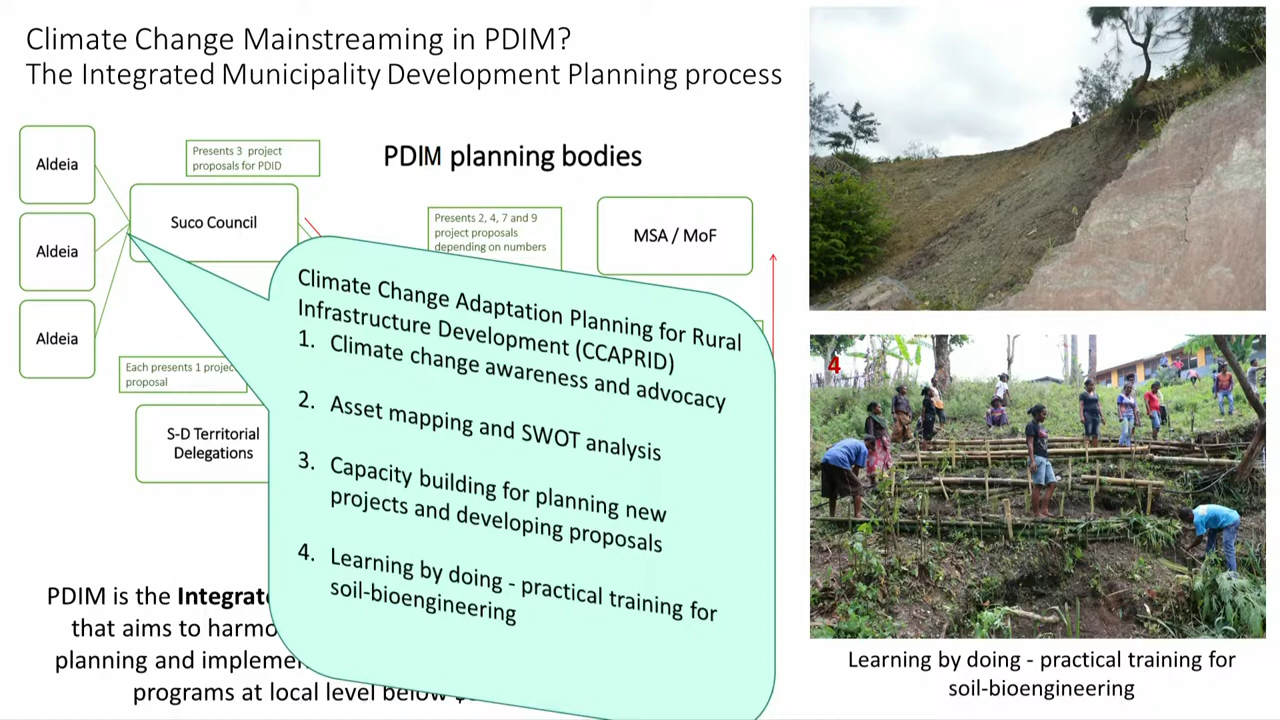 Climate Change Mainstreaming in PDIM?
The Integrated Municipality Development Planning process
Aldeia
Aldeia
Aldeia
Presents 3 project
proposals for PDID
Suco Council
PDIM planning bodies
Presents 2, 4, 7 and 9
project proposals
depending on numbers
MSA / MoF
Each presents 1
proposal
S-D Territorial
Delegations
Climate Change Adaptation Planning for Rural
Infrastructure Development (CCAPRID)
1. Climate change awareness and advocacy
2. Asset mapping and SWOT analysis
3. Capacity building for planning new
projects and developing proposals
4. Learning by doing - practical training for
soil-bioengineering
PDIM is the
that aims to
planning and
programs at local level below
4
Learning by doing - practical training for
soil-bioengineering